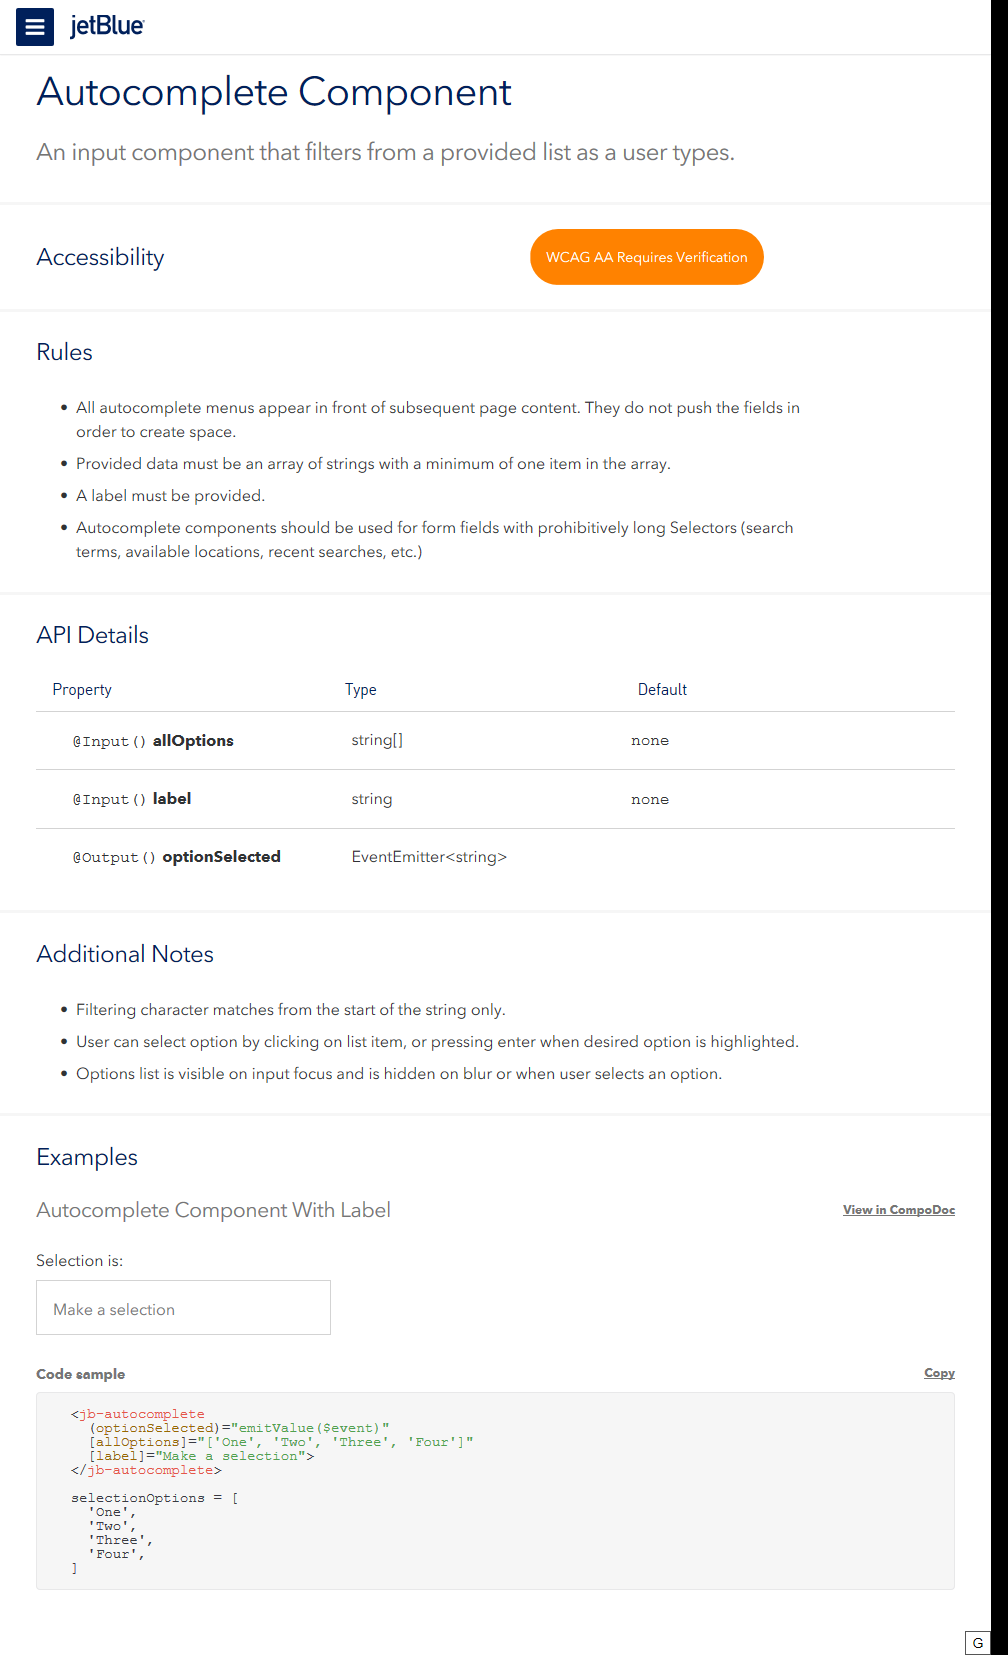 jetBlue
Autocomplete Component
An input component that filters from a provided list as a user types.
Accessibility
WCAG AA Requires Verification
Rules
• All autocomplete menus appear in front of subsequent page content. They do not push the fields in
order to create space.
• Provided data must be an array of strings with a minimum of one item in the array.
• A label must be provided.
• Autocomplete components should be used for form fields with prohibitively long Selectors (search
terms, available locations, recent searches, etc.)
API Details
Property Type Default
@Input() allOptions string[] none
@Input() label string none
@Output() optionSelected EventEmitter<string>
Additional Notes
• Filtering character matches from the start of the string only.
• User can select option by clicking on list item, or pressing enter when desired option is highlighted.
• Options list is visible on input focus and is hidden on blur or when user selects an option.
Examples
Autocomplete Component With Label View in CompoDoc
Selection is:
Make a selection
Code sample Copy
<jb-autocomplete
  (optionSelected)="emitValue($event)"
  [allOptions]="['One', 'Two', 'Three', 'Four']"
  [label]="Make a selection">
</jb-autocomplete>
selectionOptions = [
  'One',
  'Two',
  'Three',
  'Four',
]
G